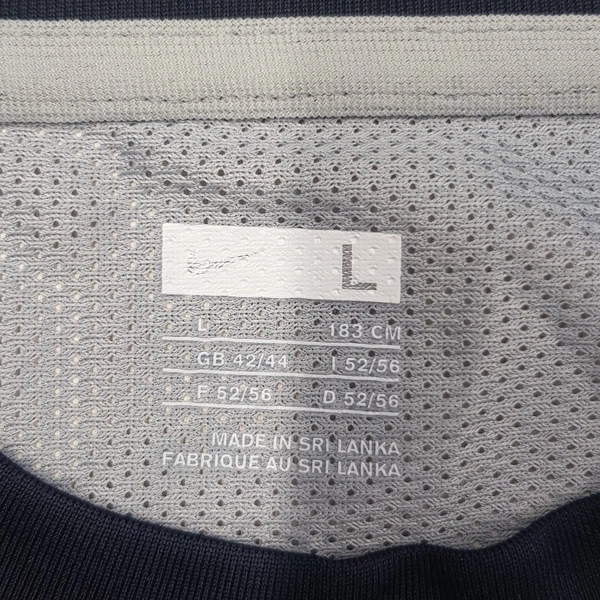 L
L 183 CM
GB 42/44 I 52/56
F 52/56 D 52/56
MADE IN SRI LANKA
FABRIQUE AU SRI LANKA